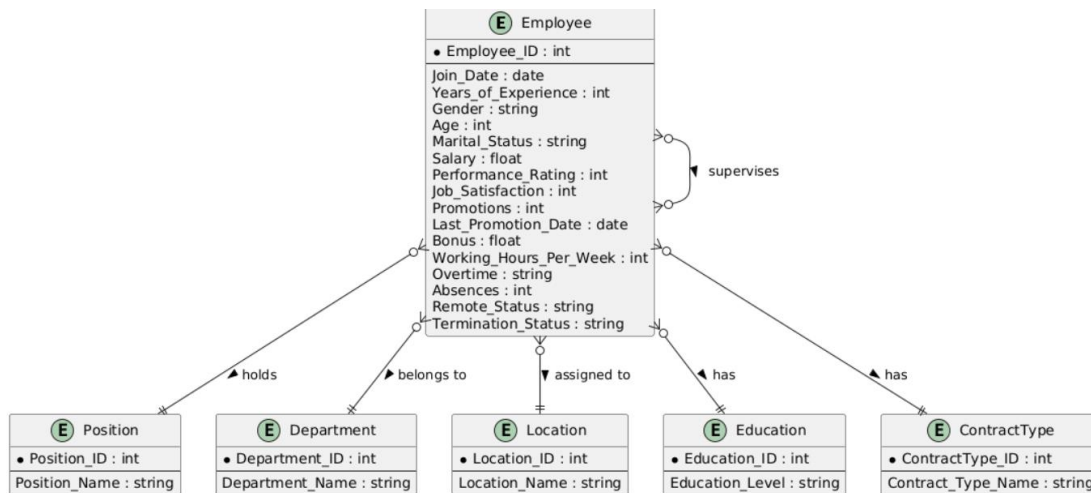 E Employee
• Employee_ID : int
Join_Date : date
Years_of_Experience : int
Gender : string
Age : int
Marital_Status : string
Salary : float
Performance_Rating : int
Job_Satisfaction : int
Promotions : int
Last_Promotion_Date : date
Bonus : float
Working_Hours_Per_Week : int
Overtime : string
Absences : int
Remote_Status : string
Termination_Status : string
supervises
holds
belongs to
assigned to
has
has
E Position
• Position_ID : int
Position_Name : string
E Department
• Department_ID : int
Department_Name : string
E Location
• Location_ID : int
Location_Name : string
E Education
• Education_ID : int
Education_Level : string
E ContractType
• ContractType_ID : int
Contract_Type_Name : string